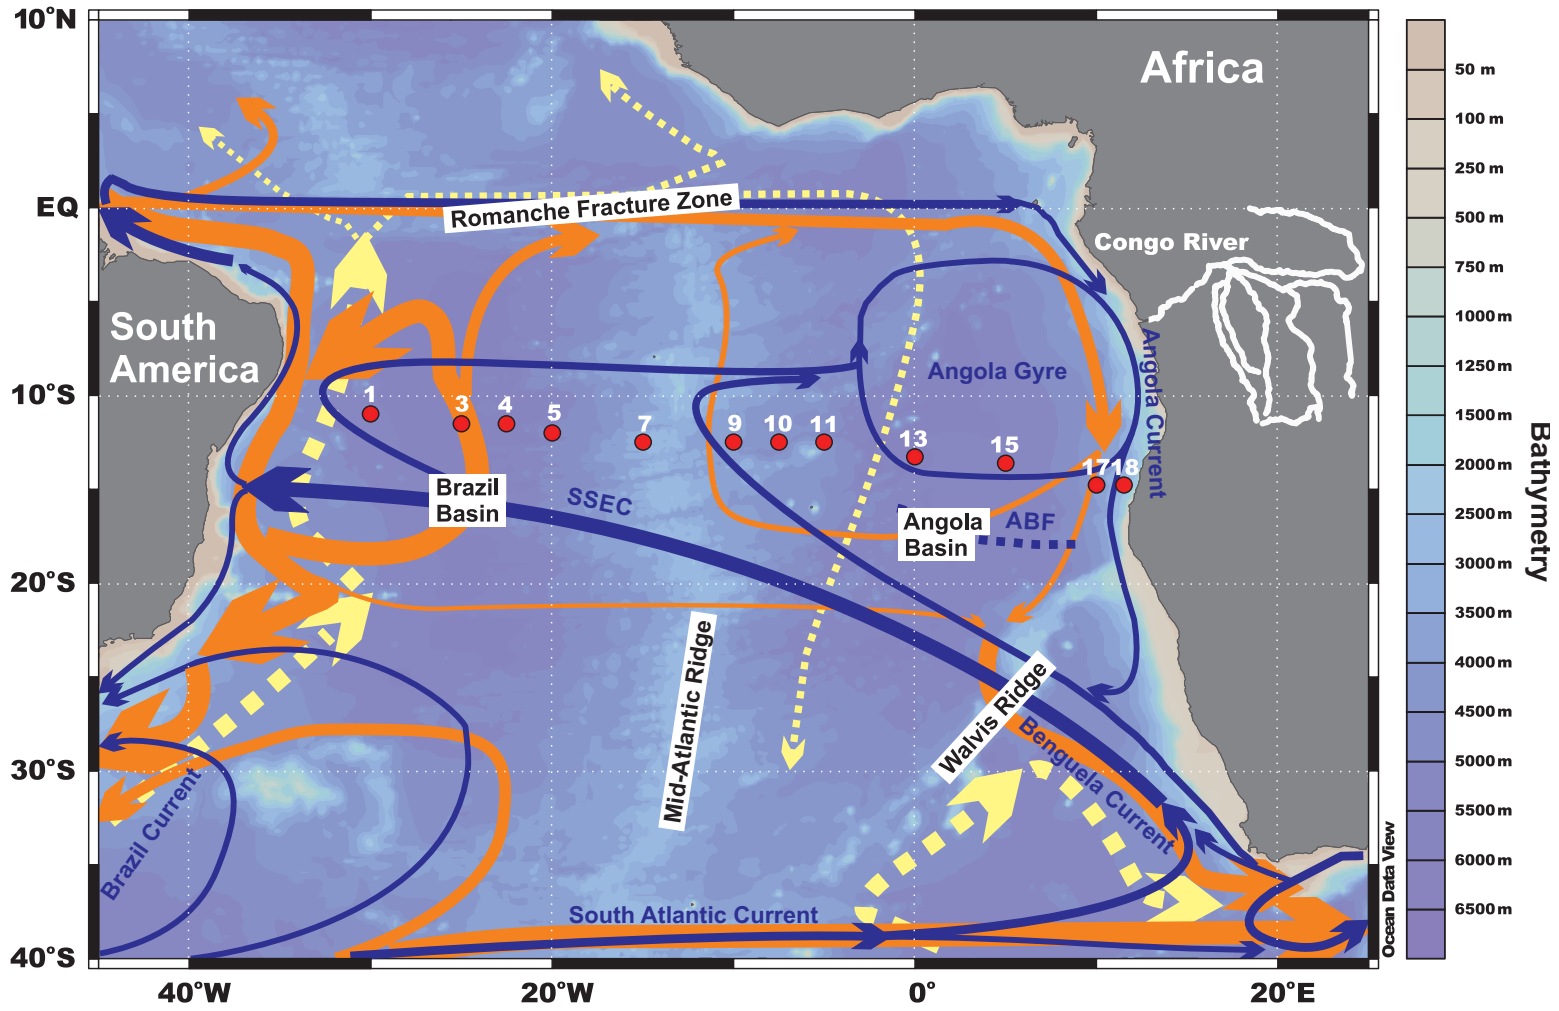 10°N
EQ
10°S
20°S
30°S
40°S
40°W
20°W
0°
20°E
Africa
South
America
Congo River
Romanche Fracture Zone
Angola Gyre
Angola Current
1
3
4
5
7
9
10
11
13
15
17
18
Brazil
Basin
SSEC
Angola
Basin
ABF
Mid-Atlantic Ridge
Walvis Ridge
Benguela Current
Brazil Current
South Atlantic Current
Ocean Data View
50 m
100 m
250 m
500 m
750 m
1000 m
1250 m
1500 m
2000 m
2500 m
3000 m
3500 m
4000 m
4500 m
5000 m
5500 m
6000 m
6500 m
Bathymetry